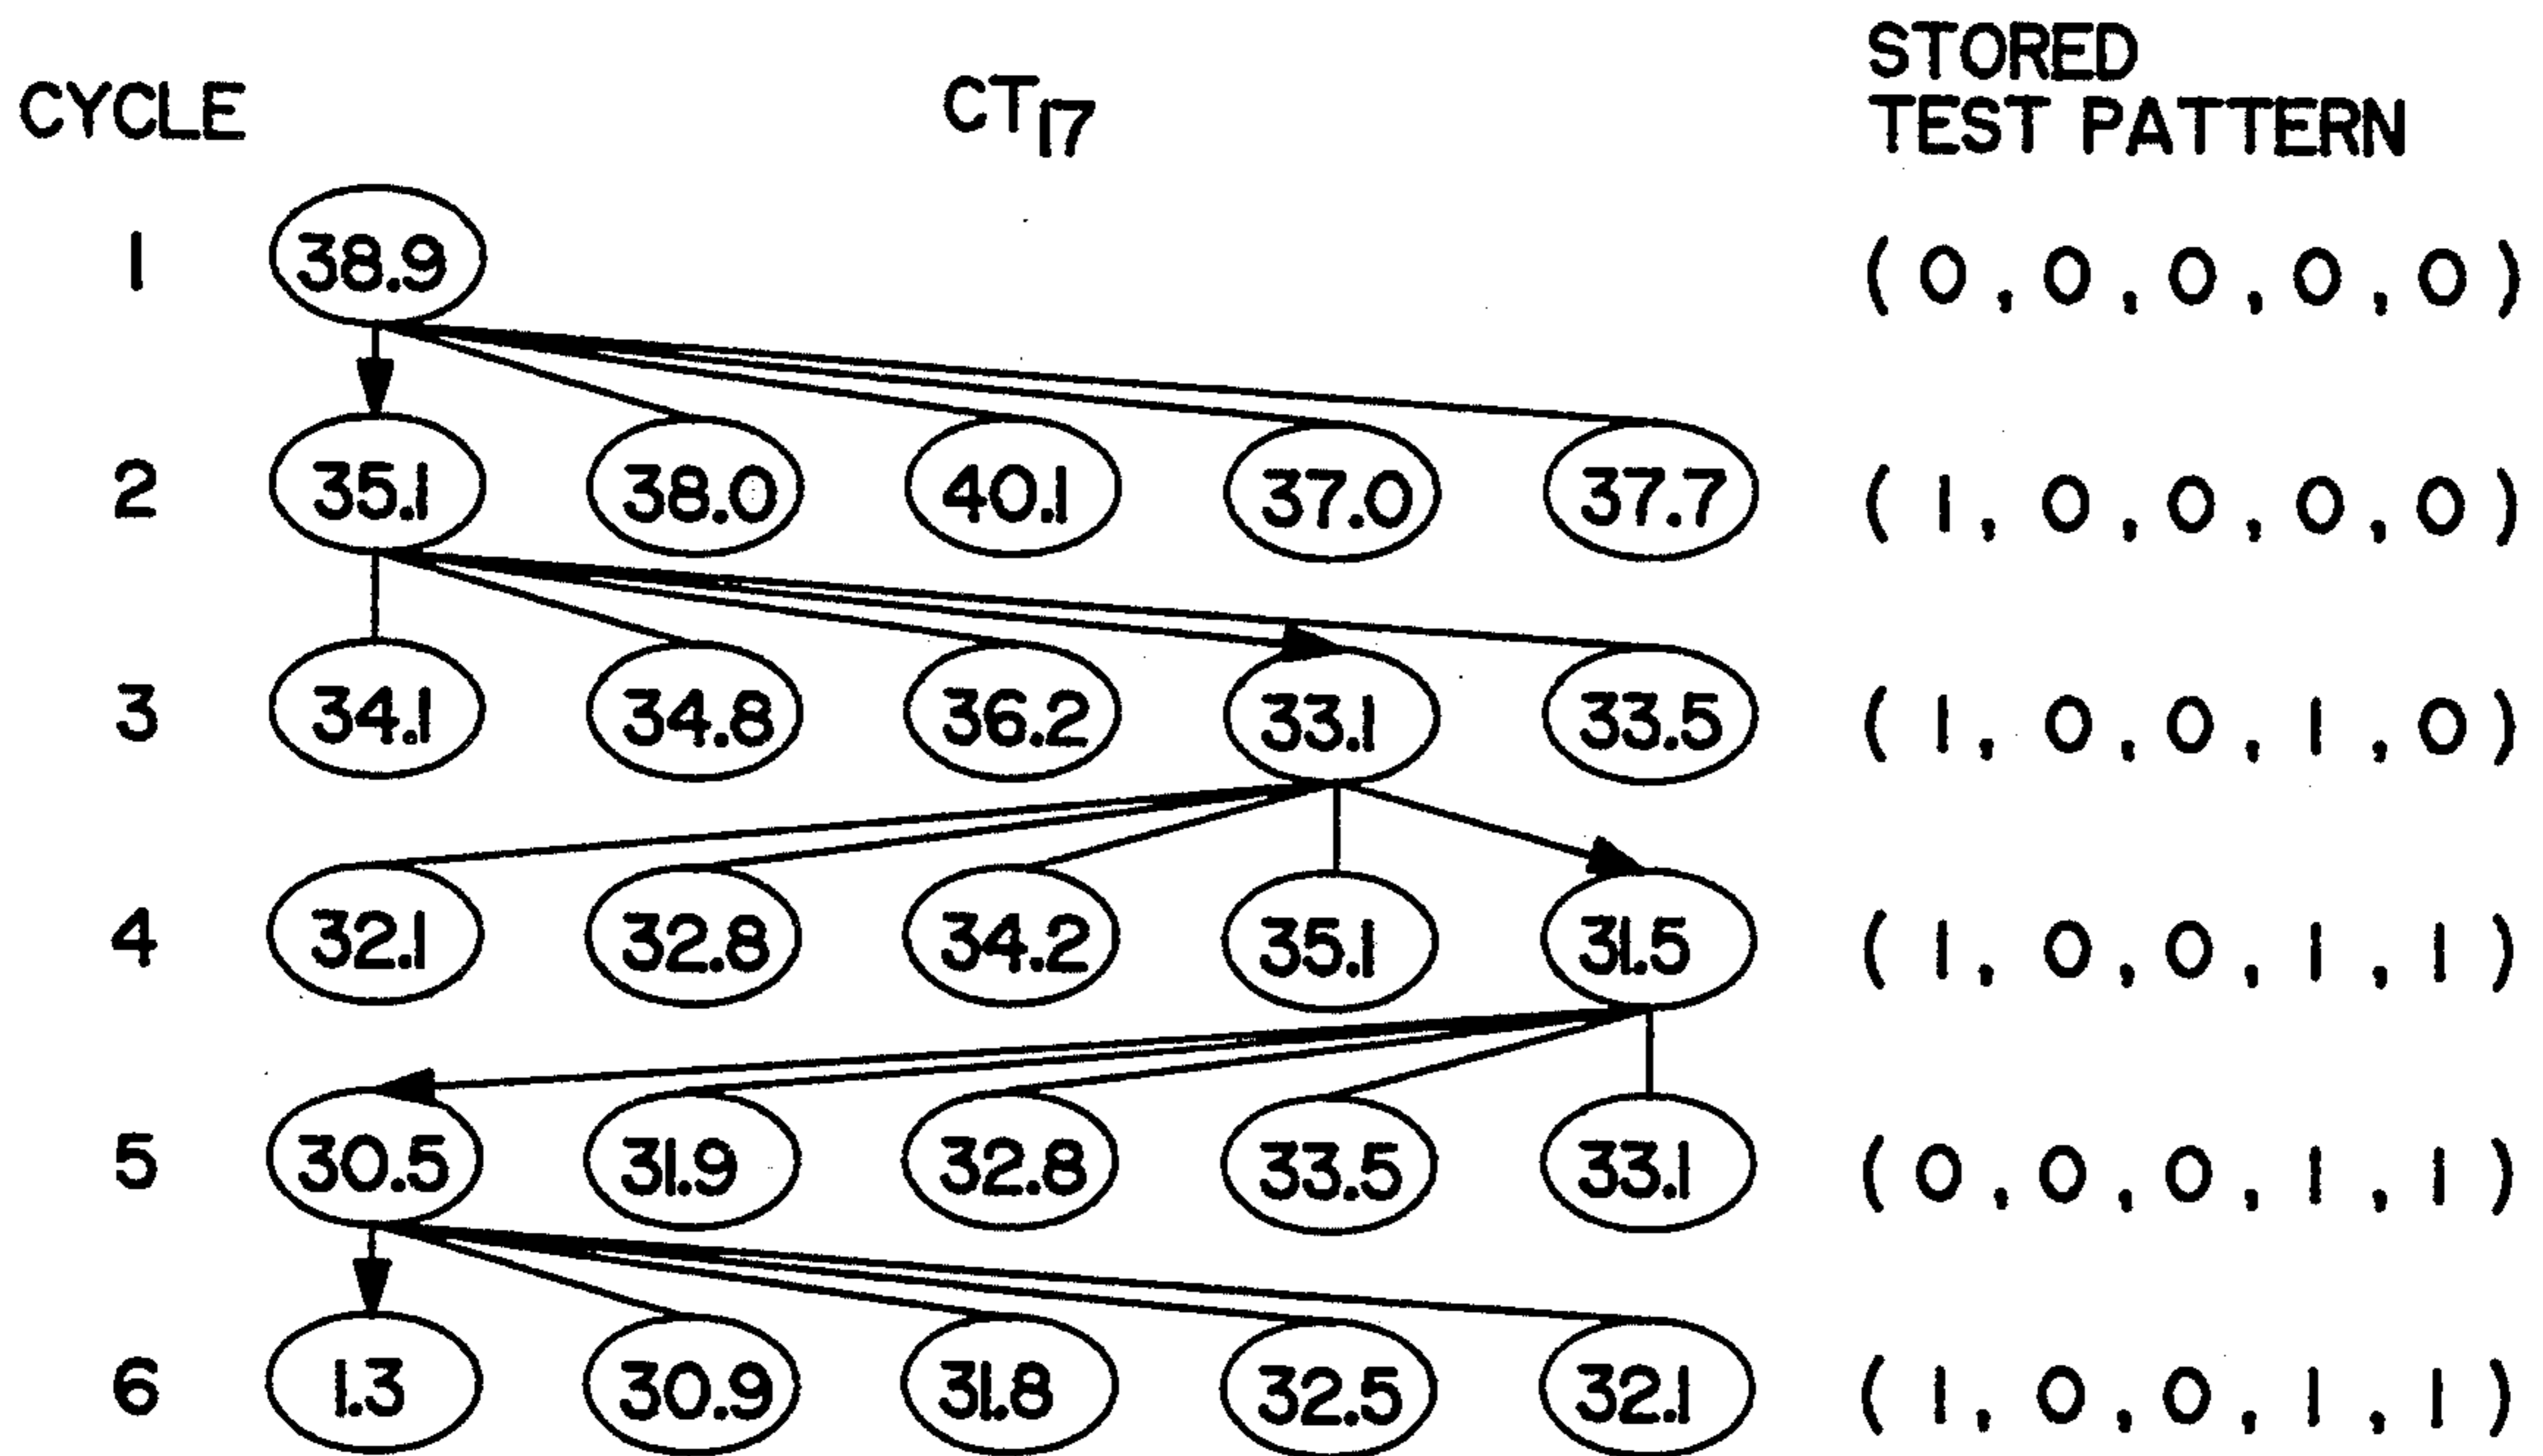 STORED
CYCLE CT17 TEST PATTERN
1 38.9 ( 0 , 0 , 0 , 0 , 0 )
2 35.1 38.0 40.1 37.0 37.7 ( 1, 0 , 0 , 0 , 0 )
3 34.1 34.8 36.2 33.1 33.5 ( 1, 0 , 0 , 1 , 0 )
4 32.1 32.8 34.2 35.1 31.5 ( 1, 0 , 0 , 1 , 1 )
5 30.5 31.9 32.8 33.5 33.1 ( 0 , 0 , 0 , 1 , 1 )
6 1.3 30.9 31.8 32.5 32.1 ( 1, 0 , 0 , 1 , 1 )